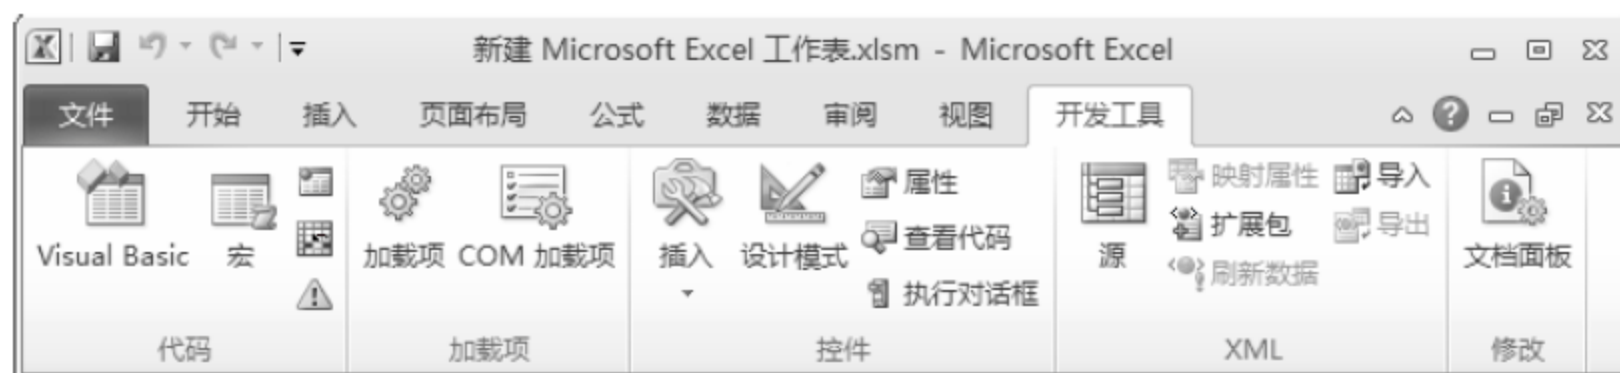 新建 Microsoft Excel 工作表.xlsm - Microsoft Excel
文件 开始 插入 页面布局 公式 数据 审阅 视图 开发工具
Visual Basic 宏 加载项 COM 加载项 插入 设计模式 属性 查看代码 执行对话框 源 映射属性 扩展包 刷新数据 导入 导出 文档面板
代码 加载项 控件 XML 修改